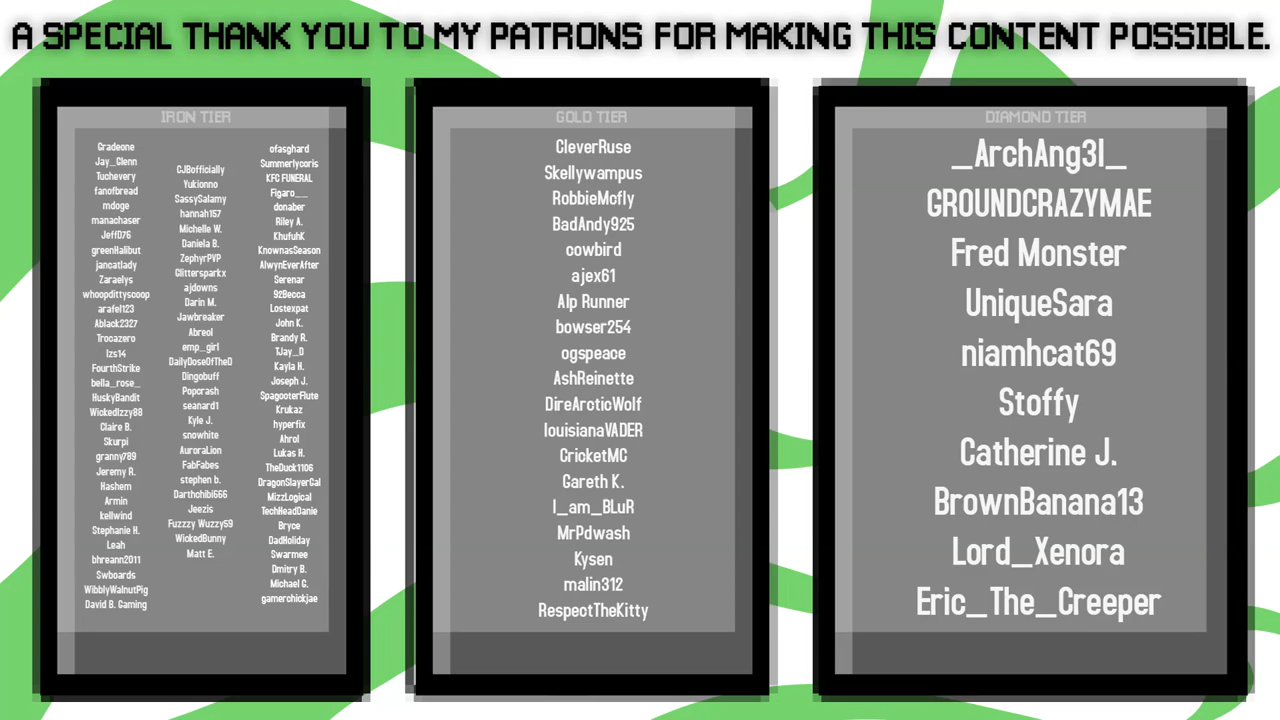 A SPECIAL THANK YOU TO MY PATRONS FOR MAKING THIS CONTENT POSSIBLE.
IRON TIER
Gradeone
Jay_Glenn
Tuchevery
fanofbread
mdoge
manachaser
JeffD76
greenHalibut
jancatlady
Zaraelys
whoopdittyscoop
arafel123
Ablack2327
Trocazero
Izs14
FourthStrike
bella_rose_
HuskyBandit
WickedIzzy88
Claire B.
Skurpi
granny789
Jeremy R.
Hashem
Armin
kellwind
Stephanie H.
Leah
bhreann2011
Swboards
WibblyWalnutPig
David B. Gaming
CJBofficially
Yukionno
SassySalamy
hannah157
Michelle W.
Daniela B.
ZephyrPVP
Glittersparkx
ajdowns
Darin M.
Jawbreaker
Abreol
emp_girl
DailyDoseOfTheD
Dingobuff
Popcrash
seanard1
Kyle J.
snowhite
AuroraLion
FabFabes
stephen b.
Darthchibi666
Jeezis
Fuzzzy Wuzzy59
WickedBunny
Matt E.
ofasghard
Summerlycoris
KFC FUNERAL
Figaro__
donaber
Riley A.
KhufuhK
KnownasSeason
AlwynEverAfter
Serenar
92Becca
Lostexpat
John K.
Brandy R.
TJay_D
Kayla H.
Joseph J.
SpagooterFlute
Krukaz
hyperfix
Ahrol
Lukas H.
TheDuck1106
DragonSlayerGal
MizzLogical
TechHeadDanie
Bryce
DadHoliday
Swarmee
Dmitry B.
Michael G.
gamerchickjae
GOLD TIER
CleverRuse
Skellywampus
RobbieMcfly
BadAndy925
cowbird
ajex61
Alp Runner
bowser254
ogspeace
AshReinette
DireArcticWolf
louisianaVADER
CricketMC
Gareth K.
I_am_BLuR
MrPdwash
Kysen
malin312
RespectTheKitty
DIAMOND TIER
_ArchAng3l_
GROUNDCRAZYMAE
Fred Monster
UniqueSara
niamhcat69
Stoffy
Catherine J.
BrownBanana13
Lord_Xenora
Eric_The_Creeper